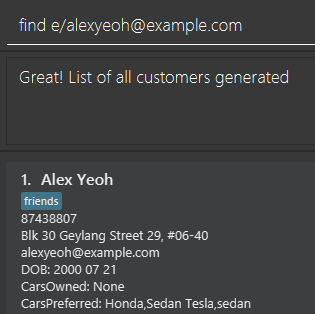 find e/alexyeoh@example.com
Great! List of all customers generated
1. Alex Yeoh
friends
87438807
Blk 30 Geylang Street 29, #06-40
alexyeoh@example.com
DOB: 2000 07 21
CarsOwned: None
CarsPreferred: Honda,Sedan Tesla,sedan